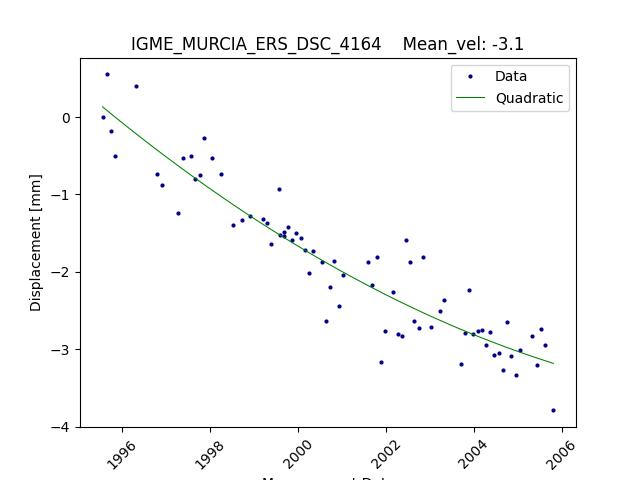 IGME_MURCIA_ERS_DSC_4164    Mean_vel: -3.1
Data
Quadratic
Displacement [mm]
0
−1
−2
−3
−4
1996
1998
2000
2002
2004
2006